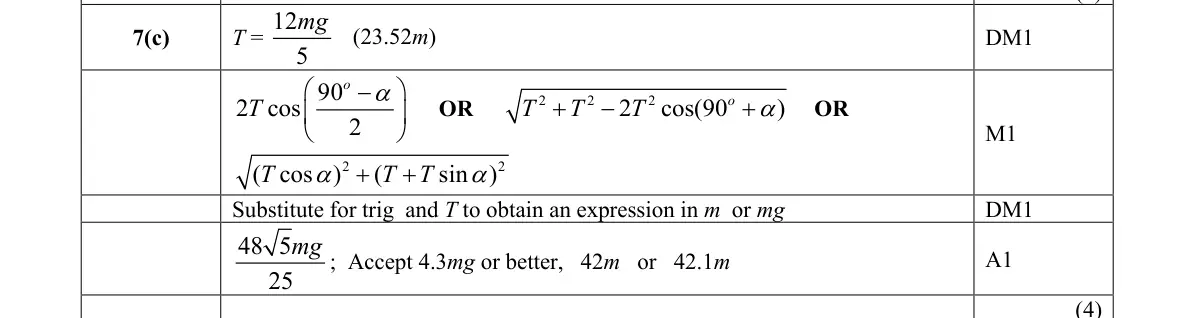 7(c) T = 12mg/5 (23.52m) DM1
2T cos((90° − α)/2) OR √(T² + T² − 2T² cos(90° + α)) OR
√((T cos α)² + (T + T sin α)²) M1
Substitute for trig and T to obtain an expression in m or mg DM1
48√5mg/25 ; Accept 4.3mg or better, 42m or 42.1m A1
(4)